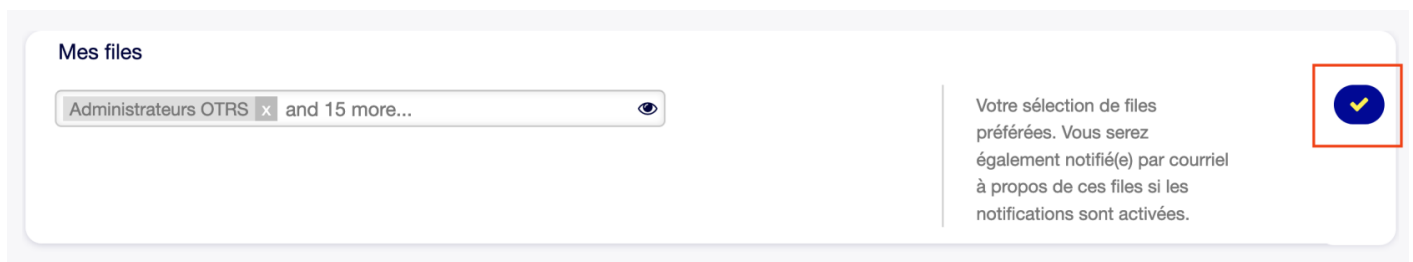 Mes files
Administrateurs OTRS x and 15 more...
Votre sélection de files
préférées. Vous serez
également notifié(e) par courriel
à propos de ces files si les
notifications sont activées.